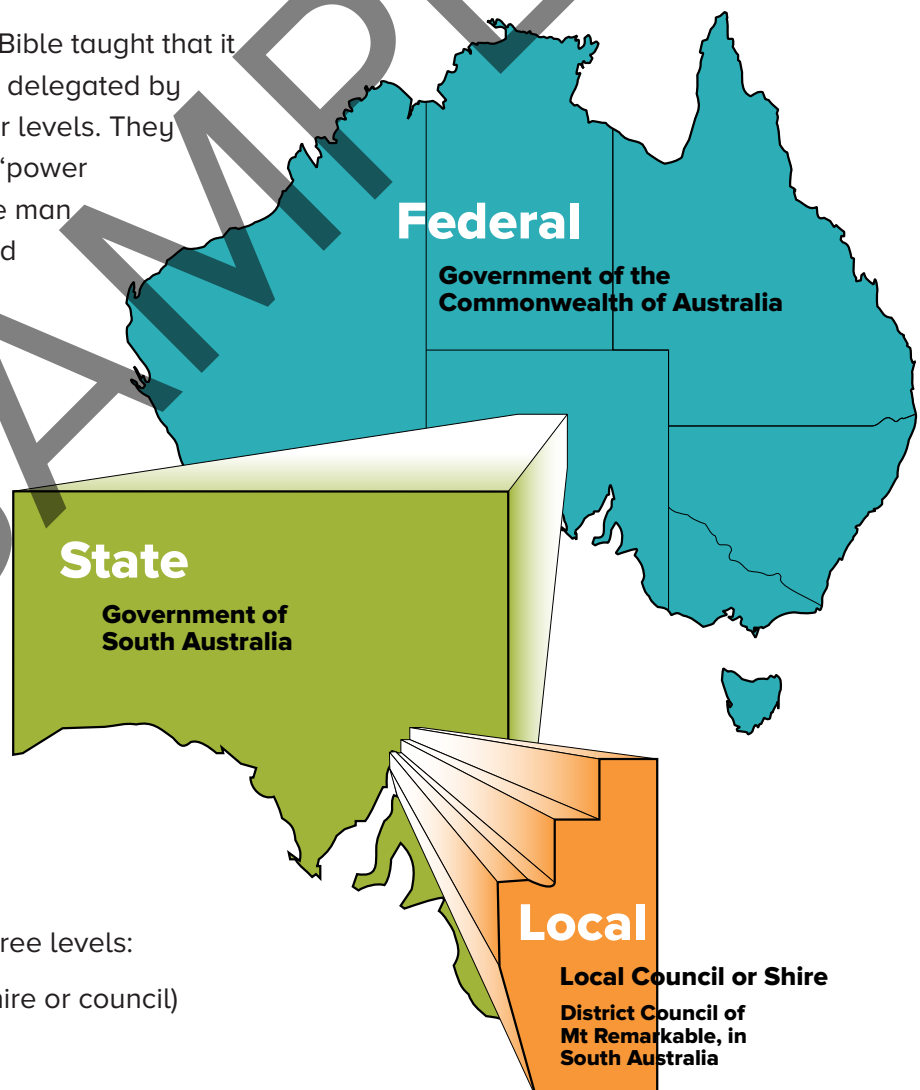 Bible taught that it
delegated by
r levels. They
‘power
e man
d
Federal
Government of the
Commonwealth of Australia
State
Government of
South Australia
ree levels:
ire or council)
Local
Local Council or Shire
District Council of
Mt Remarkable, in
South Australia
AMPL